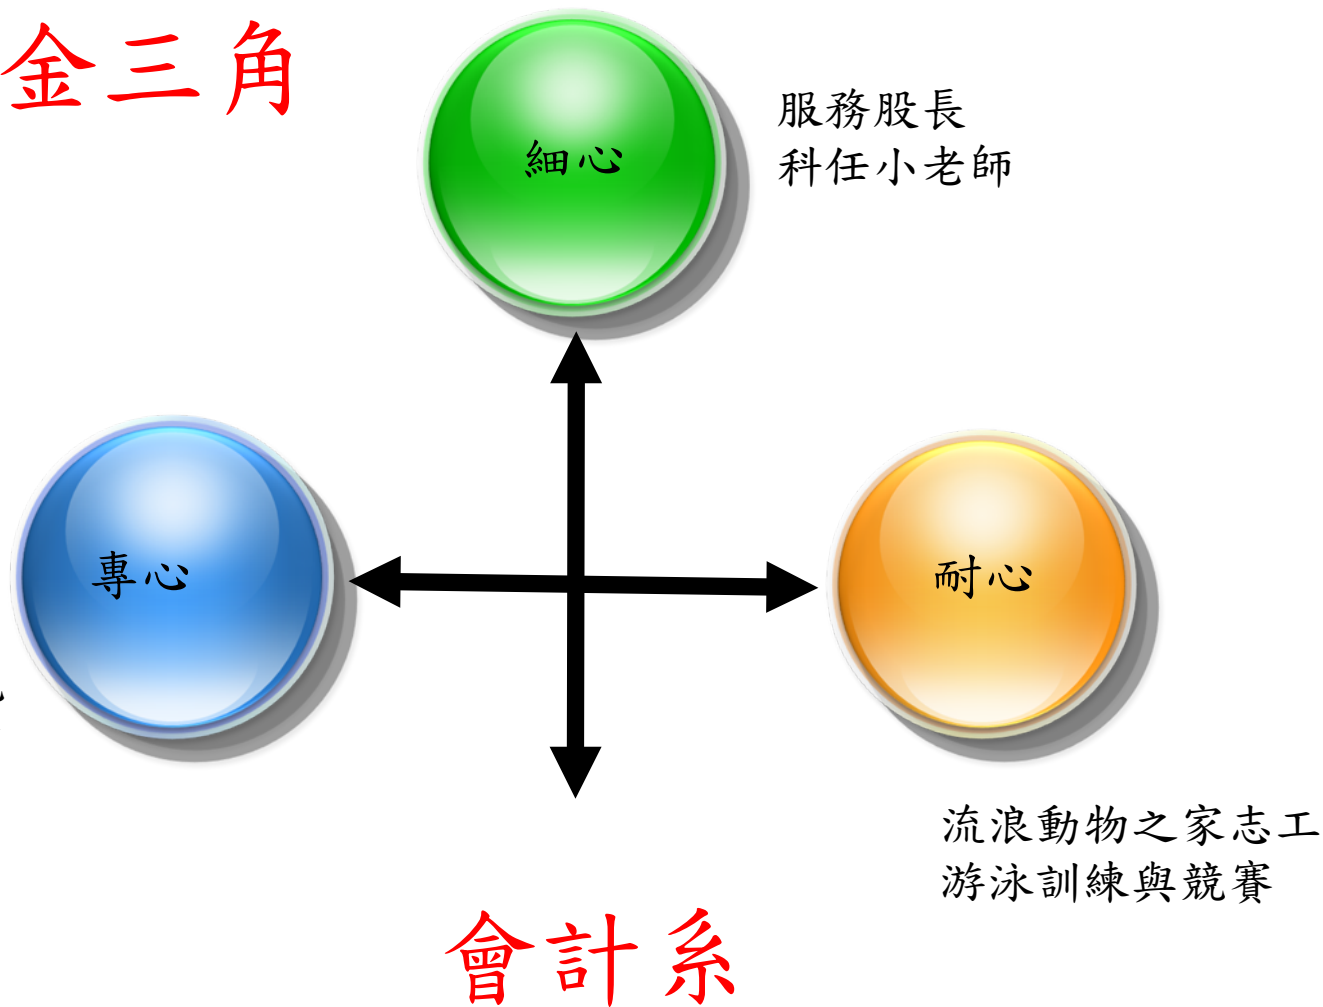 金三角
服務股長
科任小老師
細心
專心
耐心
流浪動物之家志工
游泳訓練與競賽
會計系